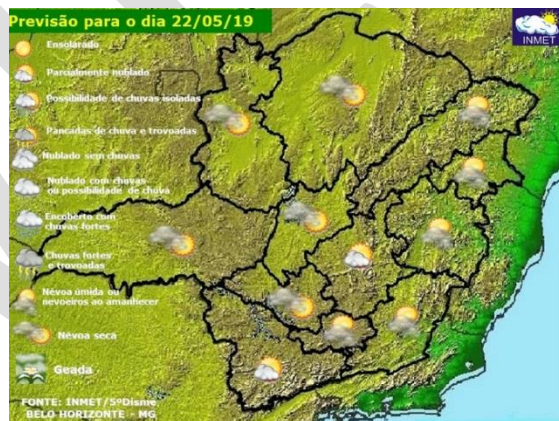 Previsão para o dia 22/05/19
INMET
Ensolarado
Parcialmente nublado
Possibilidade de chuvas isoladas
Pancadas de chuva e trovoadas
Nublado sem chuvas
Nublado com chuvas
ou possibilidade de chuva
Encoberto com
chuvas fortes
Chuvas fortes
e trovoadas
Névoa úmida ou
nevoeiros ao amanhecer
Névoa seca
Geada
FONTE: INMET/5ºDisme
BELO HORIZONTE - MG